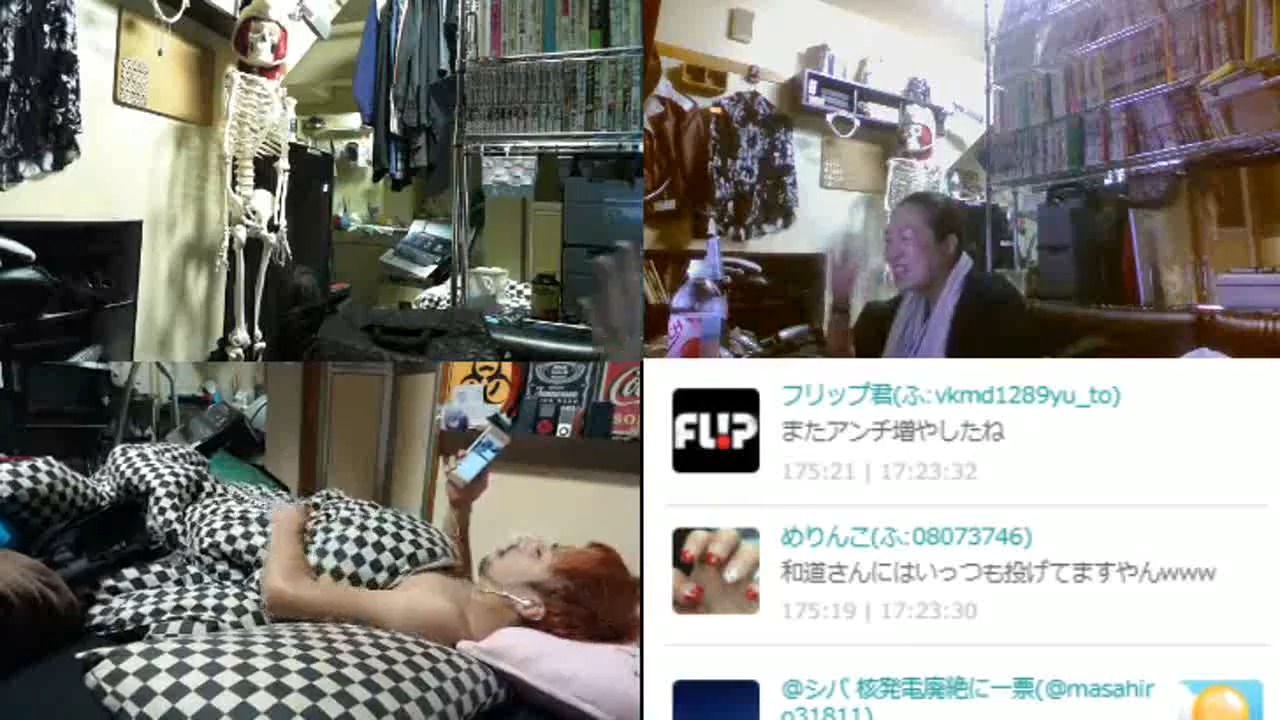 フリップ君(ふ:vkmd1289yu_to)
またアンチ増やしたね
175:21 | 17:23:32
FL!P
めりんこ(ふ:08073746)
和道さんにはいっつも投げてますやんwww
175:19 | 17:23:30
@シバ 核発電廃絶に一票(@masahir
o31811)
Coca